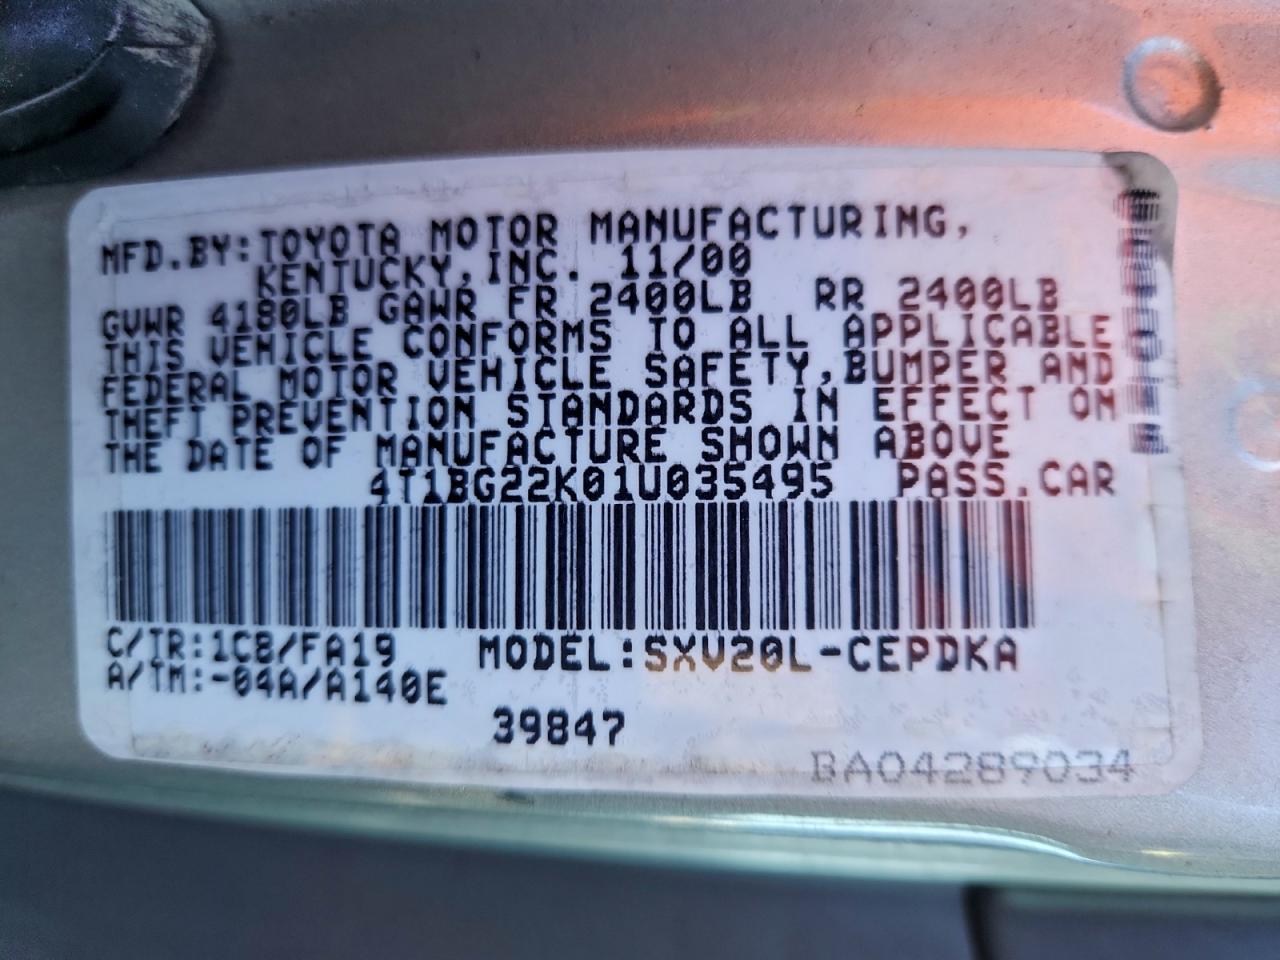 MFD.BY:TOYOTA MOTOR MANUFACTURING,
KENTUCKY,INC. 11/00
GVWR 4180LB GAWR FR 2400LB RR 2400LB
THIS VEHICLE CONFORMS TO ALL APPLICABLE
FEDERAL MOTOR VEHICLE SAFETY,BUMPER AND
THEFT PREVENTION STANDARDS IN EFFECT ON
THE DATE OF MANUFACTURE SHOWN ABOVE
4T1BG22K01U035495 PASS.CAR
C/TR:1C8/FA19 MODEL:SXV20L-CEPDKA
A/TM:-04A/A140E
39847
BA04289034